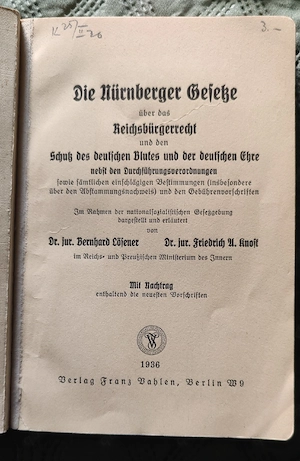 3.-
Die Nürnberger Gesetze
über das
Reichsbürgerrecht
und den
Schutz des deutschen Blutes und der deutschen Ehre
nebst den Durchführungsverordnungen
sowie sämtlichen einschlägigen Bestimmungen (insbesondere
über den Abstammungsnachweis) und den Gebührenvorschriften
Im Rahmen der nationalsozialistischen Gesetzgebung
dargestellt und erläutert
von
Dr. jur. Bernhard Lösener Dr. jur. Friedrich A. Knost
im Reichs- und Preußischen Ministerium des Innern
Mit Nachtrag
enthaltend die neuesten Vorschriften
1936
Verlag Franz Vahlen, Berlin W9